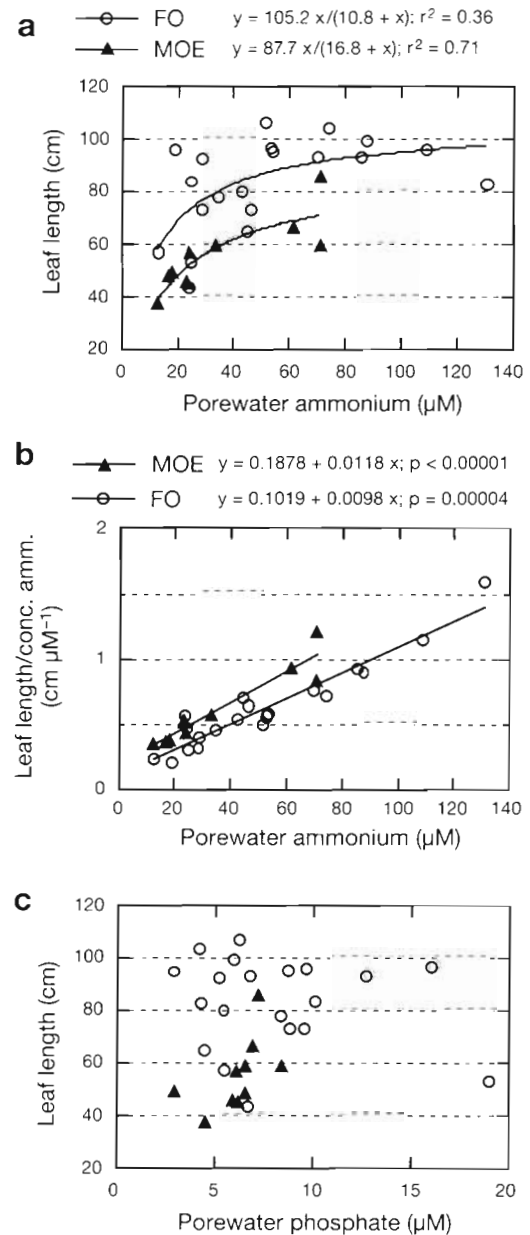 a
FO y = 105.2 x/(10.8 + x); r² = 0.36
MOE y = 87.7 x/(16.8 + x); r² = 0.71
120
100
80
60
40
20
Leaf length (cm)
0 20 40 60 80 100 120 140
Porewater ammonium (µM)
b
MOE y = 0.1878 + 0.0118 x; p < 0.00001
FO y = 0.1019 + 0.0098 x; p = 0.00004
2
1
0
Leaf length/conc. amm.
(cm µM⁻¹)
0 20 40 60 80 100 120 140
Porewater ammonium (µM)
c
120
100
80
60
40
20
Leaf length (cm)
0 5 10 15 20
Porewater phosphate (µM)